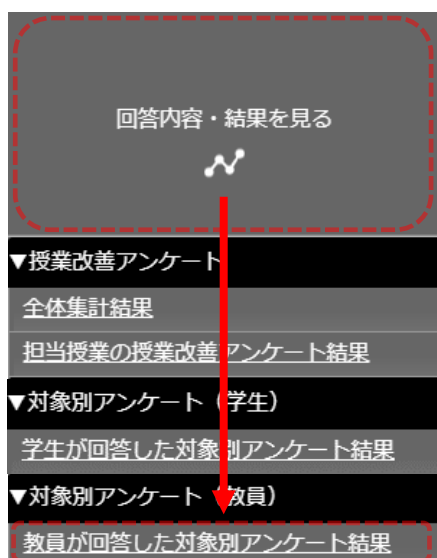 回答内容・結果を見る
▼授業改善アンケート
全体集計結果
担当授業の授業改善アンケート結果
▼対象別アンケート（学生）
学生が回答した対象別アンケート結果
▼対象別アンケート（教員）
教員が回答した対象別アンケート結果